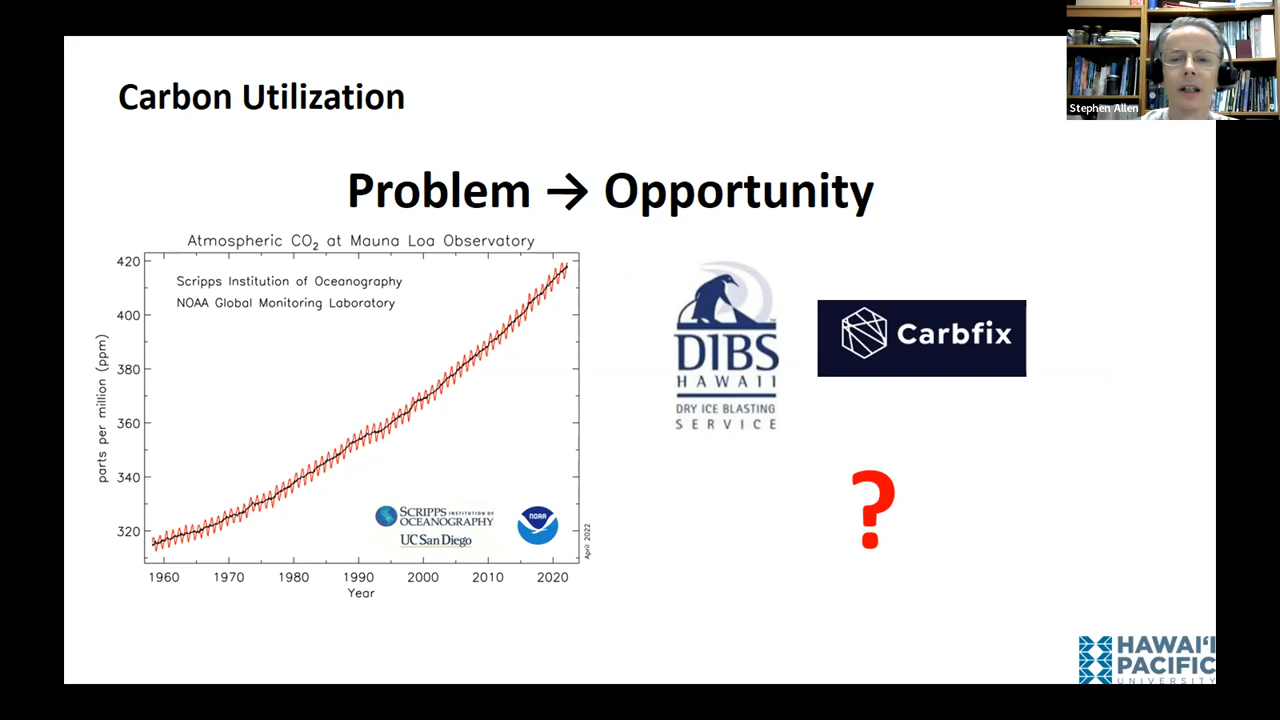 Stephen Allen
Carbon Utilization
Problem → Opportunity
Atmospheric CO₂ at Mauna Loa Observatory
Scripps Institution of Oceanography
NOAA Global Monitoring Laboratory
parts per million (ppm)
420
400
380
360
340
320
1960 1970 1980 1990 2000 2010 2020
Year
SCRIPPS INSTITUTION OF
OCEANOGRAPHY
UC San Diego
NOAA
April 2022
DIBS
HAWAII
DRY ICE BLASTING
SERVICE
Carbfix
?
HAWAI‘I
PACIFIC
UNIVERSITY